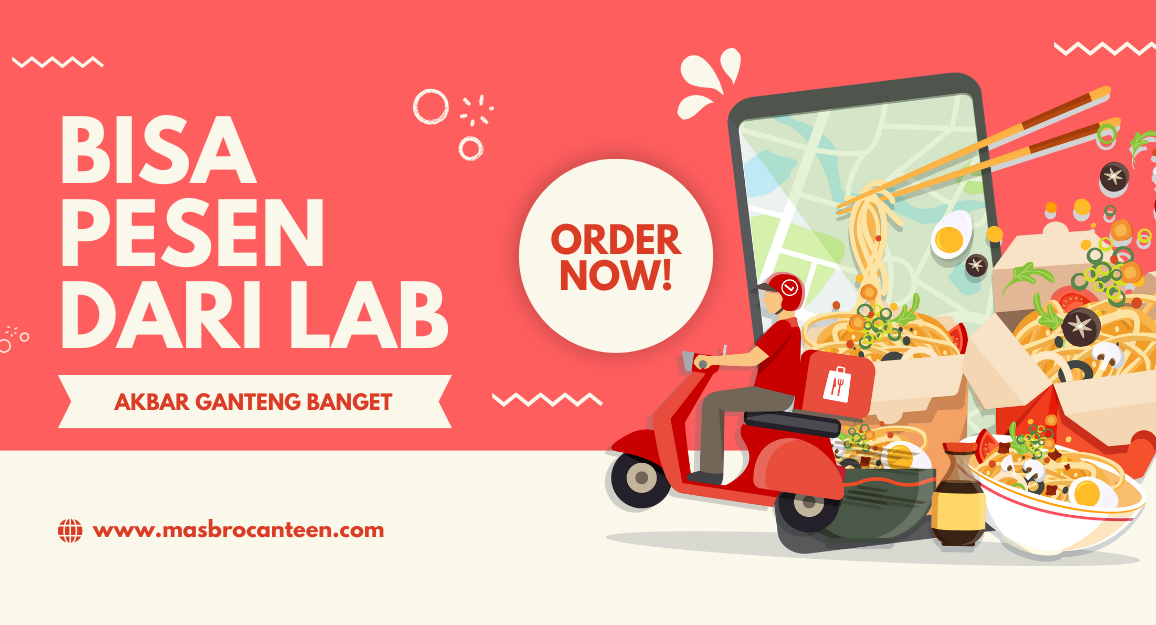 BISA
PESEN
DARI LAB
AKBAR GANTENG BANGET
ORDER
NOW!
www.masbrocanteen.com